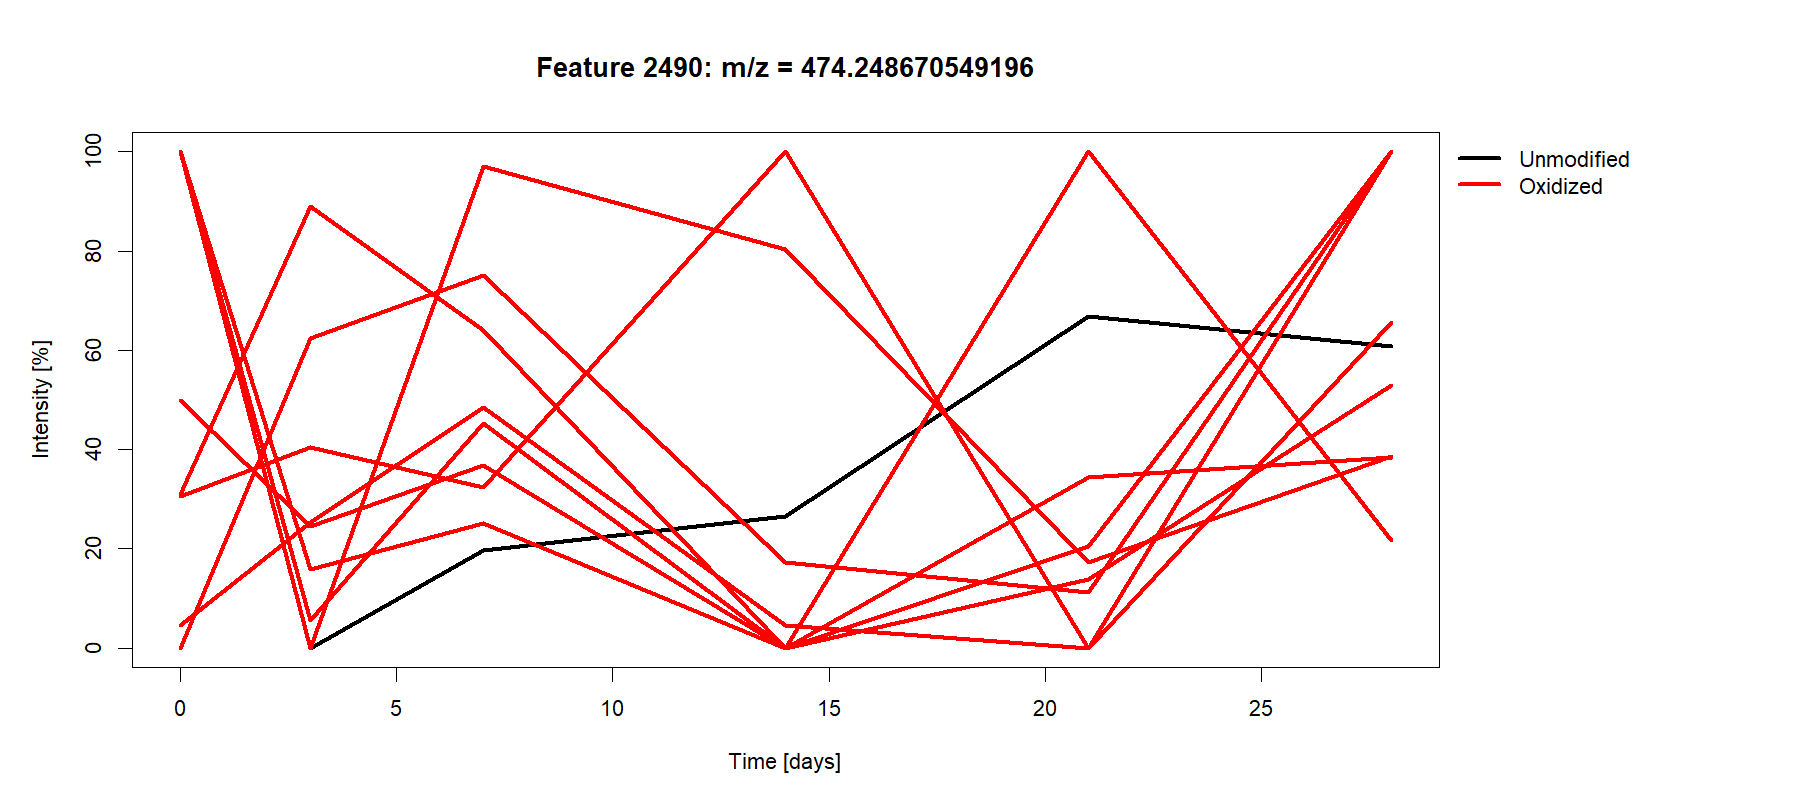 Feature 2490: m/z = 474.248670549196
Unmodified
Oxidized
Intensity [%]
100
80
60
40
20
0
0 5 10 15 20 25
Time [days]